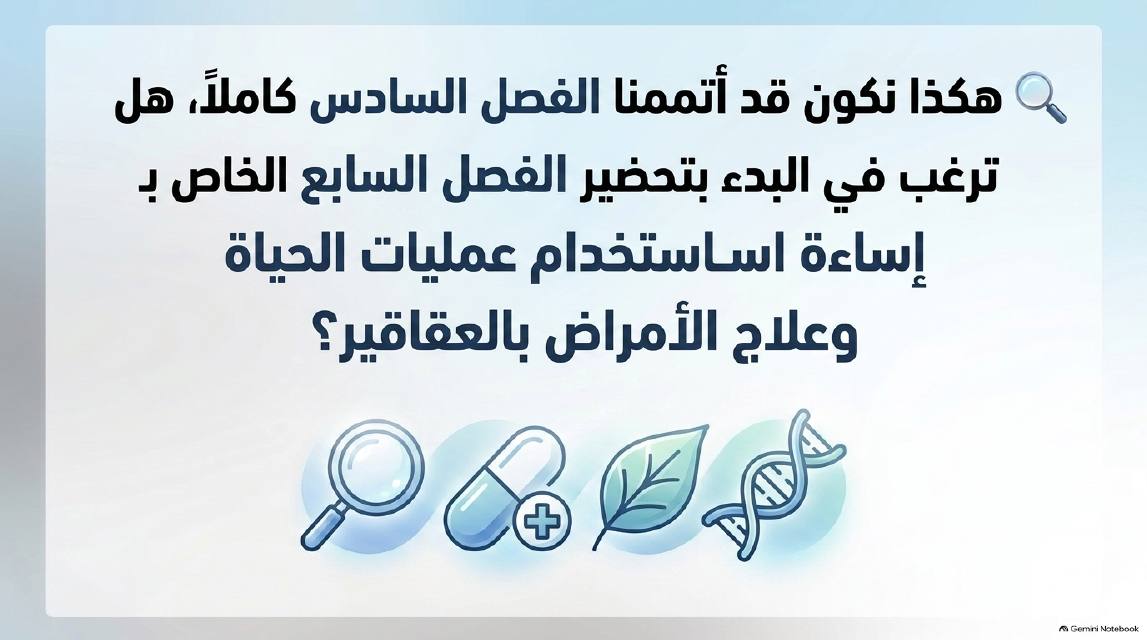 هكذا نكون قد أتممنا الفصل السادس كاملاً، هل
ترغب في البدء بتحضير الفصل السابع الخاص بـ
إساءة اساستخدام عمليات الحياة
وعلاج الأمراض بالعقاقير؟
Gemini Notebook